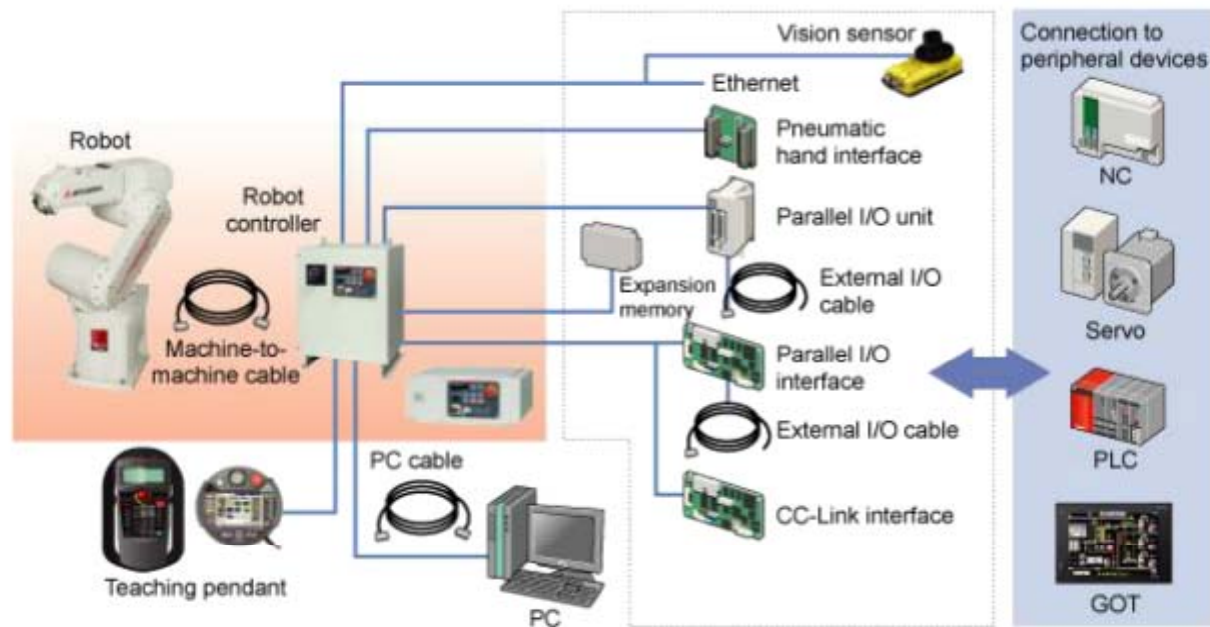 Vision sensor
Connection to
peripheral devices
Ethernet
Robot
Pneumatic
hand interface
NC
Robot
controller
Parallel I/O unit
Expansion
memory
External I/O
cable
Servo
Machine-to-
machine cable
Parallel I/O
interface
External I/O cable
PLC
PC cable
CC-Link interface
Teaching pendant
PC
GOT